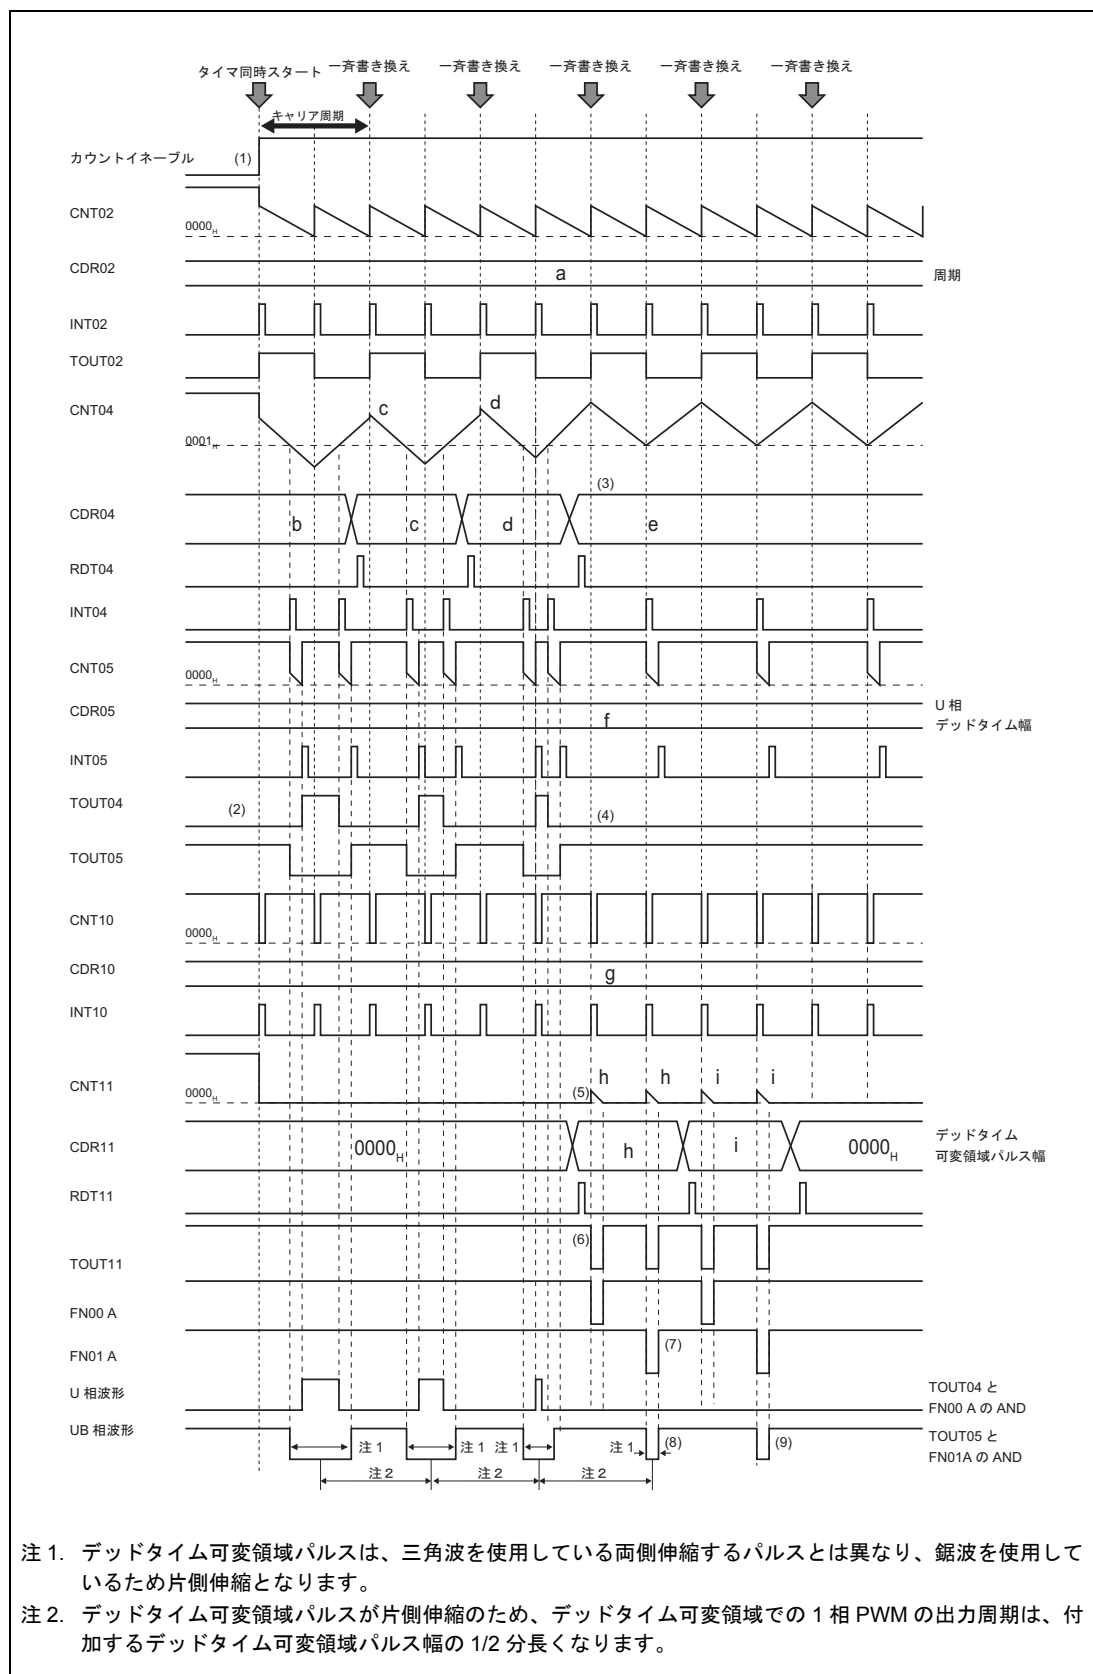 タイマ同時スタート 一斉書き換え 一斉書き換え 一斉書き換え 一斉書き換え 一斉書き換え
キャリア周期
カウントイネーブル (1)
CNT02
0000H
CDR02 a 周期
INT02
TOUT02
CNT04 c d
0001H
(3)
CDR04 b c d e
RDT04
INT04
CNT05
0000H
CDR05 f U 相
デッドタイム幅
INT05
TOUT04 (2) (4)
TOUT05
CNT10
0000H
CDR10 g
INT10
CNT11 h h i i
0000H (5)
CDR11 0000H h i 0000H デッドタイム
可変領域パルス幅
RDT11
(6)
TOUT11
FN00 A
(7)
FN01 A
U 相波形 TOUT04 と
FN00 A の AND
UB 相波形 注 1 注 1 注 1 注 1 (8) (9) TOUT05 と
FN01A の AND
注 2 注 2 注 2
注 1. デッドタイム可変領域パルスは、三角波を使用している両側伸縮するパルスとは異なり、鋸波を使用して
いるため片側伸縮となります。
注 2. デッドタイム可変領域パルスが片側伸縮のため、デッドタイム可変領域での 1 相 PWM の出力周期は、付
加するデッドタイム可変領域パルス幅の 1/2 分長くなります。